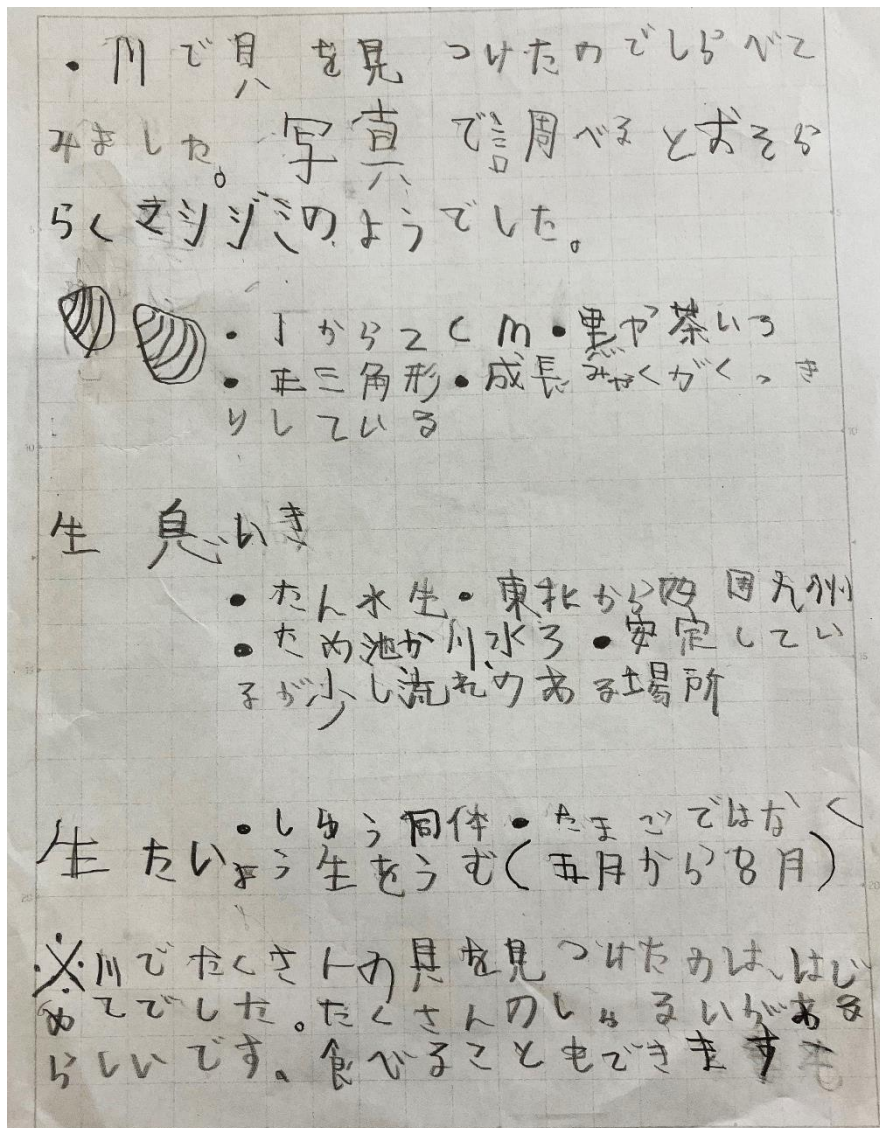 ・川で貝を見つけたのでしらべて
みました。写真で調べるとおそら
らくマシジミのようでした。
・1から2cm・黒や茶いろ
・正三角形・成長みゃくがくっき
りしている
生息いき
・たん水生・東北から四国九州
・ため池か川、水ろ・安定してい
るが少し流れのある場所
・しゆう同体・たまごではなく
生たいよう生をうむ(五月から8月)
※川でたくさんの貝を見つけたのは、はじ
めてでした。たくさんのしゅるいがある
らしいです。食べることもできます